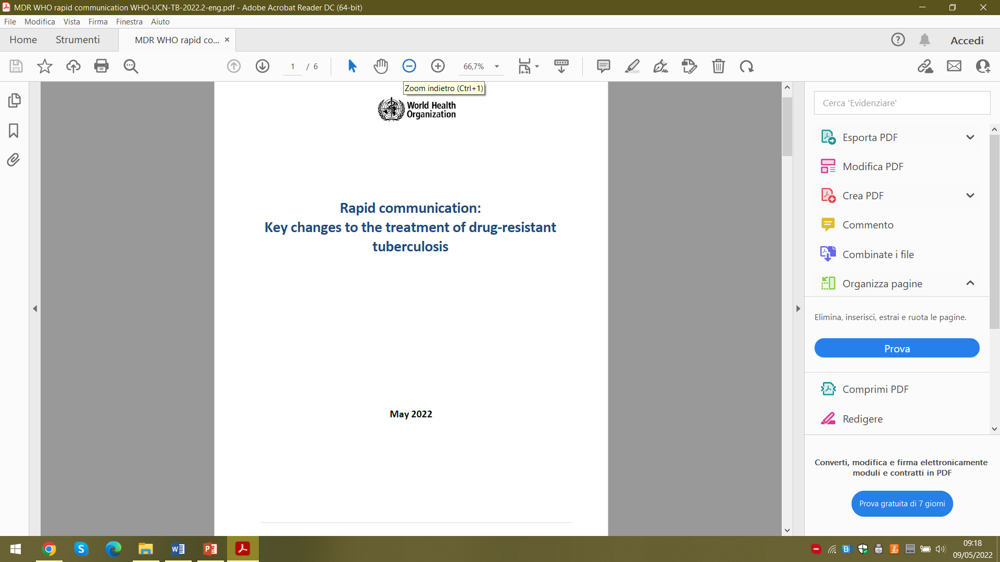 MDR WHO rapid communication WHO-UCN-TB-2022.2-eng.pdf - Adobe Acrobat Reader DC (64-bit)
File Modifica Vista Firma Finestra Aiuto
Home Strumenti MDR WHO rapid co... × Accedi
1 / 6 66,7%
Zoom indietro (Ctrl+1)
World Health
Organization
Rapid communication:
Key changes to the treatment of drug-resistant
tuberculosis
May 2022
Cerca 'Evidenziare'
Esporta PDF
Modifica PDF
Crea PDF
Commento
Combinate i file
Organizza pagine
Elimina, inserisci, estrai e ruota le pagine.
Prova
Comprimi PDF
Redigere
Converti, modifica e firma elettronicamente
moduli e contratti in PDF
Prova gratuita di 7 giorni
09:18
09/05/2022